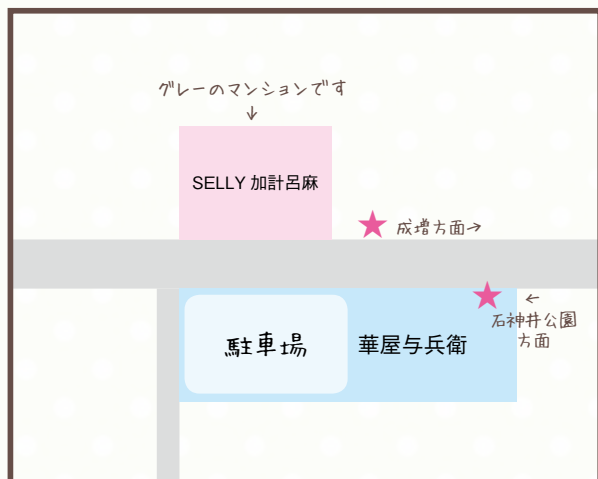 グレーのマンションです
↓
SELLY 加計呂麻
成増方面→
←
石神井公園
方面
駐車場
華屋与兵衛